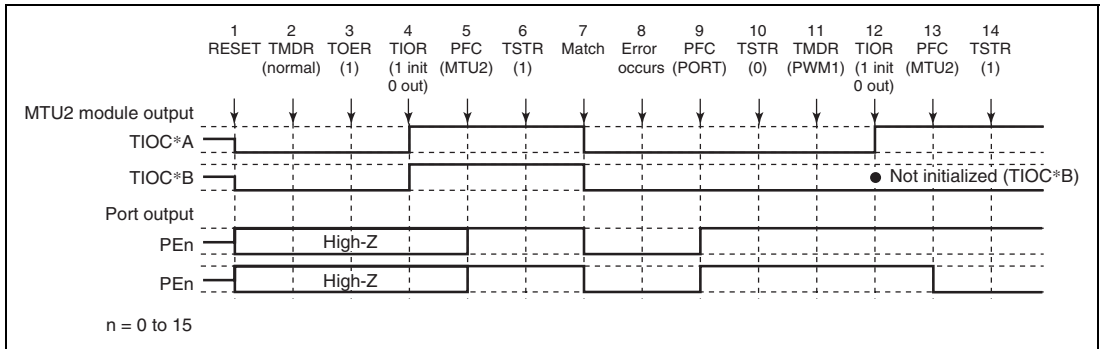 1 2 3 4 5 6 7 8 9 10 11 12 13 14
RESET TMDR TOER TIOR PFC TSTR Match Error PFC TSTR TMDR TIOR PFC TSTR
(normal) (1) (1 init (MTU2) (1) occurs (PORT) (0) (PWM1) (1 init (MTU2) (1)
0 out) 0 out)
MTU2 module output
TIOC*A
TIOC*B
Not initialized (TIOC*B)
Port output
PEn
High-Z
PEn
High-Z
n = 0 to 15